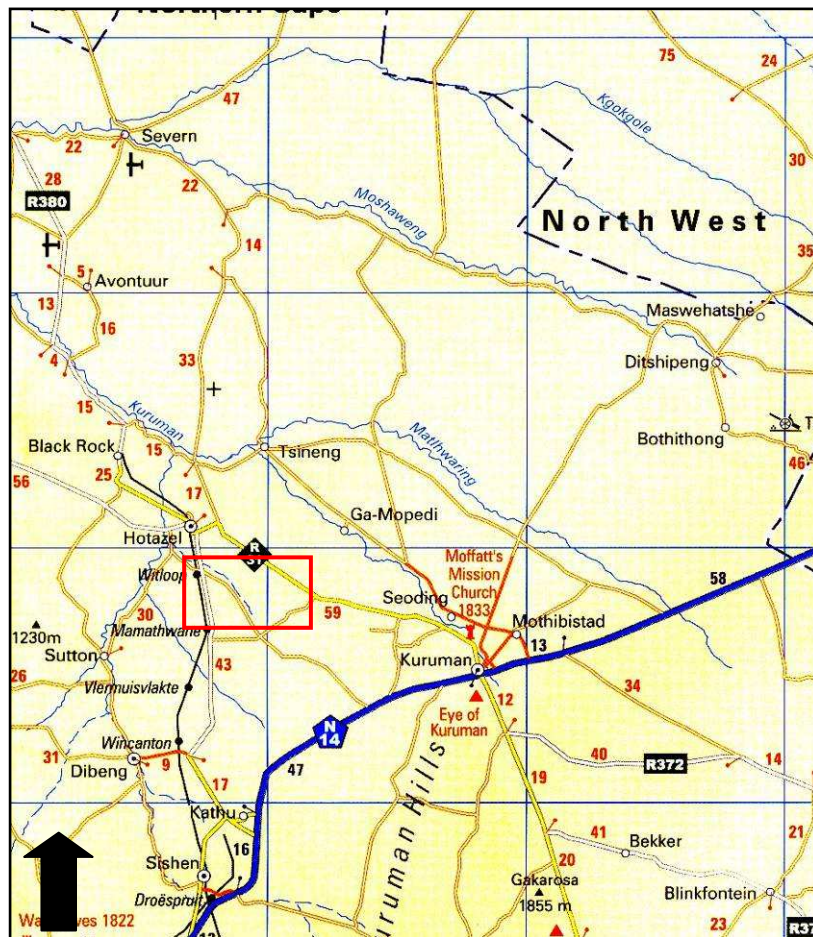 Northern Cape
75
24
47
Kgokgole
Severn
22
28
22
30
R380
Moshaweng
North West
14
35
5
Avontuur
13
16
Maswehatshe
4
33
Ditshipeng
15
Kuruman
Matlhwaring
Bothithong
T
Black Rock
15
Tsineng
46
56
25
17
Ga-Mopedi
Hotazel
R
31
Moffatt's
Mission
Church
1833
58
Witloop
30
59
Seoding
Mothibistad
1230m
Mamathwane
13
Sutton
43
Kuruman
26
Vlermuisvlakte
12
34
Eye of
Kuruman
N
14
Wincanton
31
9
47
40
R372
14
Dibeng
17
19
Kathu
21
41
Bekker
16
Sishen
20
Gakarosa
1855 m
Blinkfontein
Droëspruit
uruman Hills
23
1822
R37